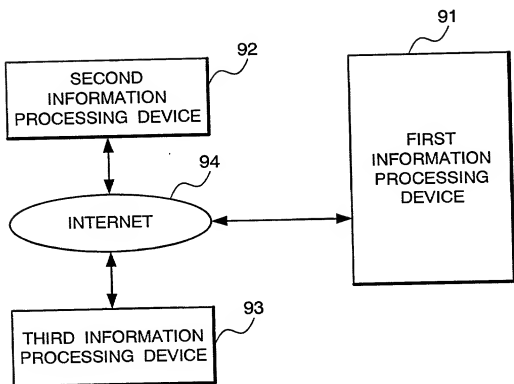 92
SECOND
INFORMATION
PROCESSING DEVICE
91
FIRST
INFORMATION
PROCESSING
DEVICE
94
INTERNET
93
THIRD INFORMATION
PROCESSING DEVICE